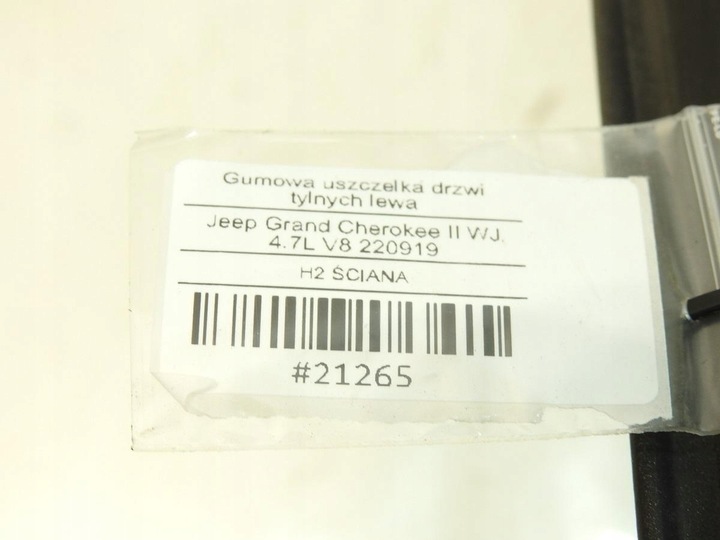 Gumowa uszczelka drzwi
tylnych lewa
Jeep Grand Cherokee II WJ.
4.7L V8 220919
H2 ŚCIANA
#21265